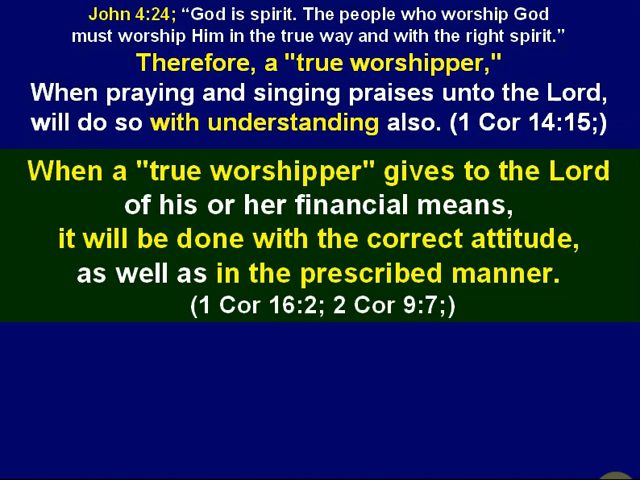 John 4:24; “God is spirit. The people who worship God
must worship Him in the true way and with the right spirit.”
Therefore, a "true worshipper,"
When praying and singing praises unto the Lord,
will do so with understanding also. (1 Cor 14:15;)
When a "true worshipper" gives to the Lord
of his or her financial means,
it will be done with the correct attitude,
as well as in the prescribed manner.
(1 Cor 16:2; 2 Cor 9:7;)